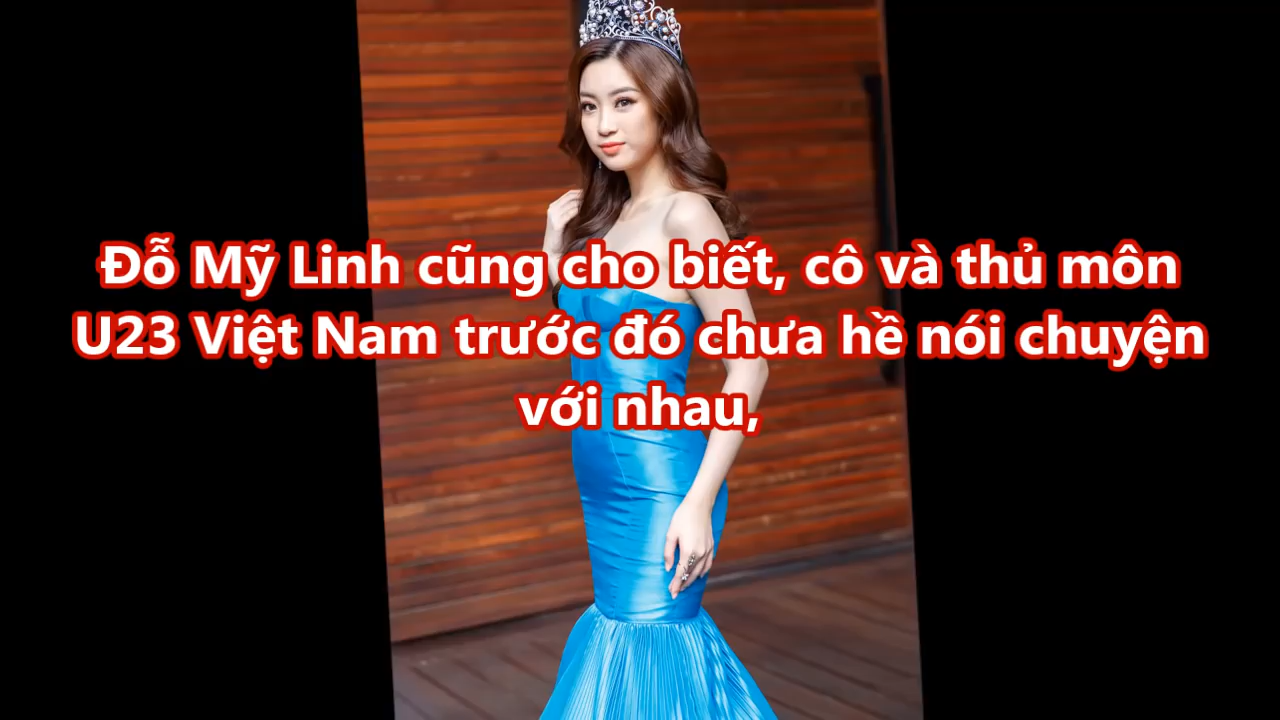 Đỗ Mỹ Linh cũng cho biết, cô và thủ môn
U23 Việt Nam trước đó chưa hề nói chuyện
với nhau,